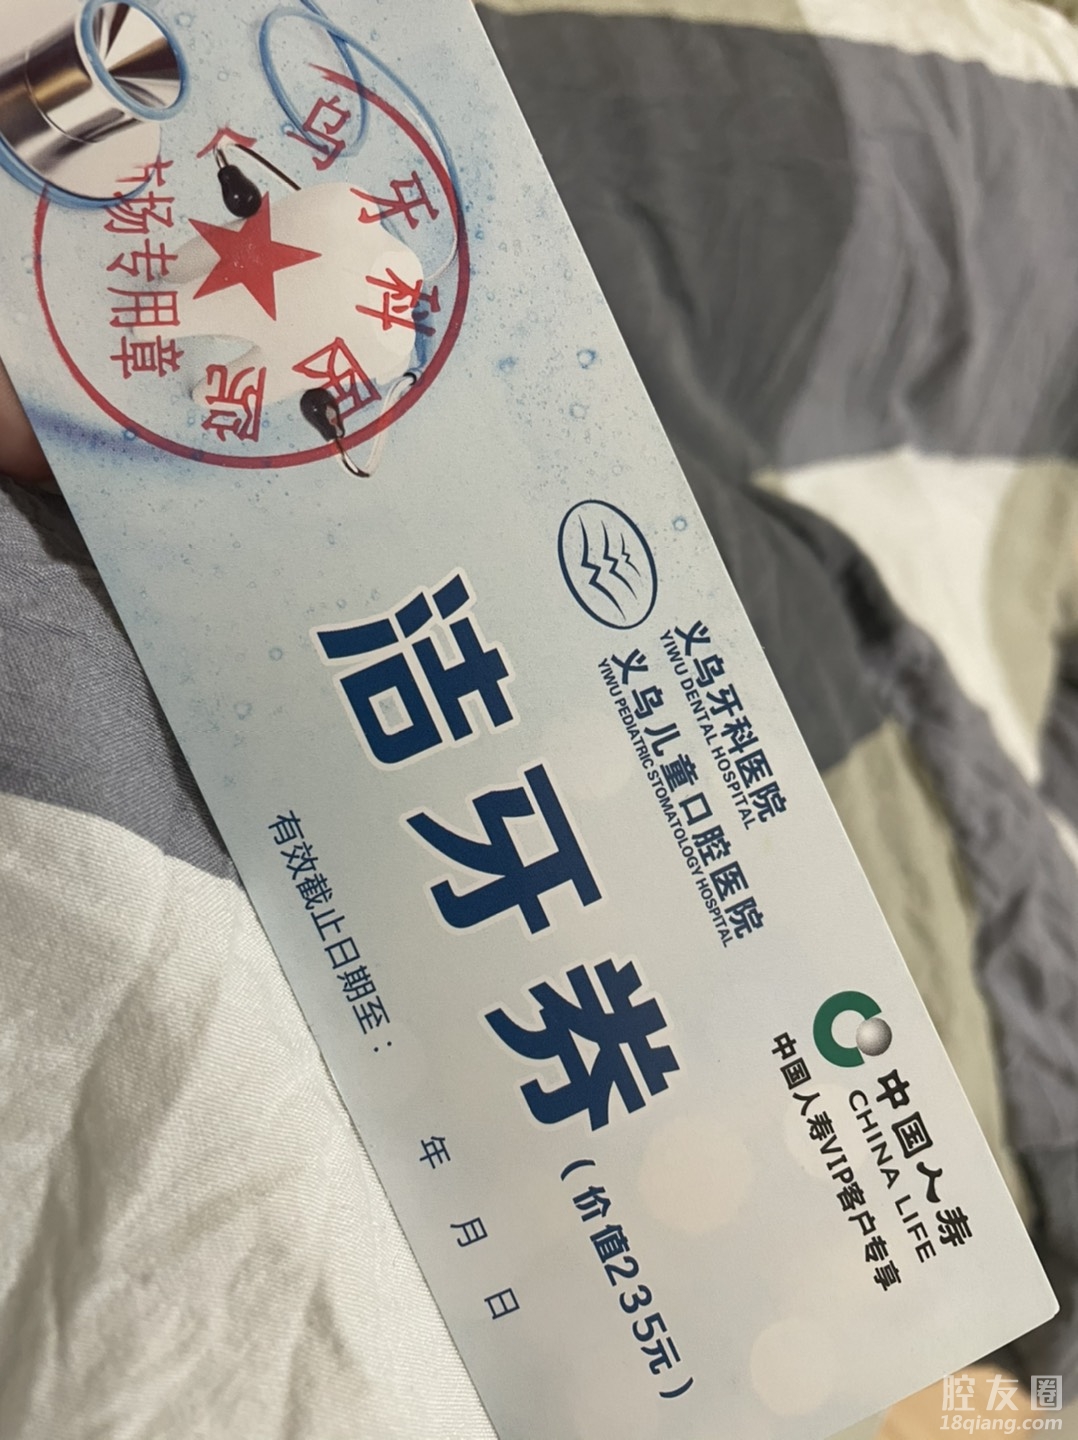 义乌牙科医院
YIWU DENTAL HOSPITAL
义乌儿童口腔医院
YIWU PEDIATRIC STOMATOLOGY HOSPITAL
中国人寿
CHINA LIFE
中国人寿VIP客户专享
洁牙券（价值235元）
有效截止日期至： 年 月 日
义乌牙科医院
市场专用章
腔友圈
18qiang.com